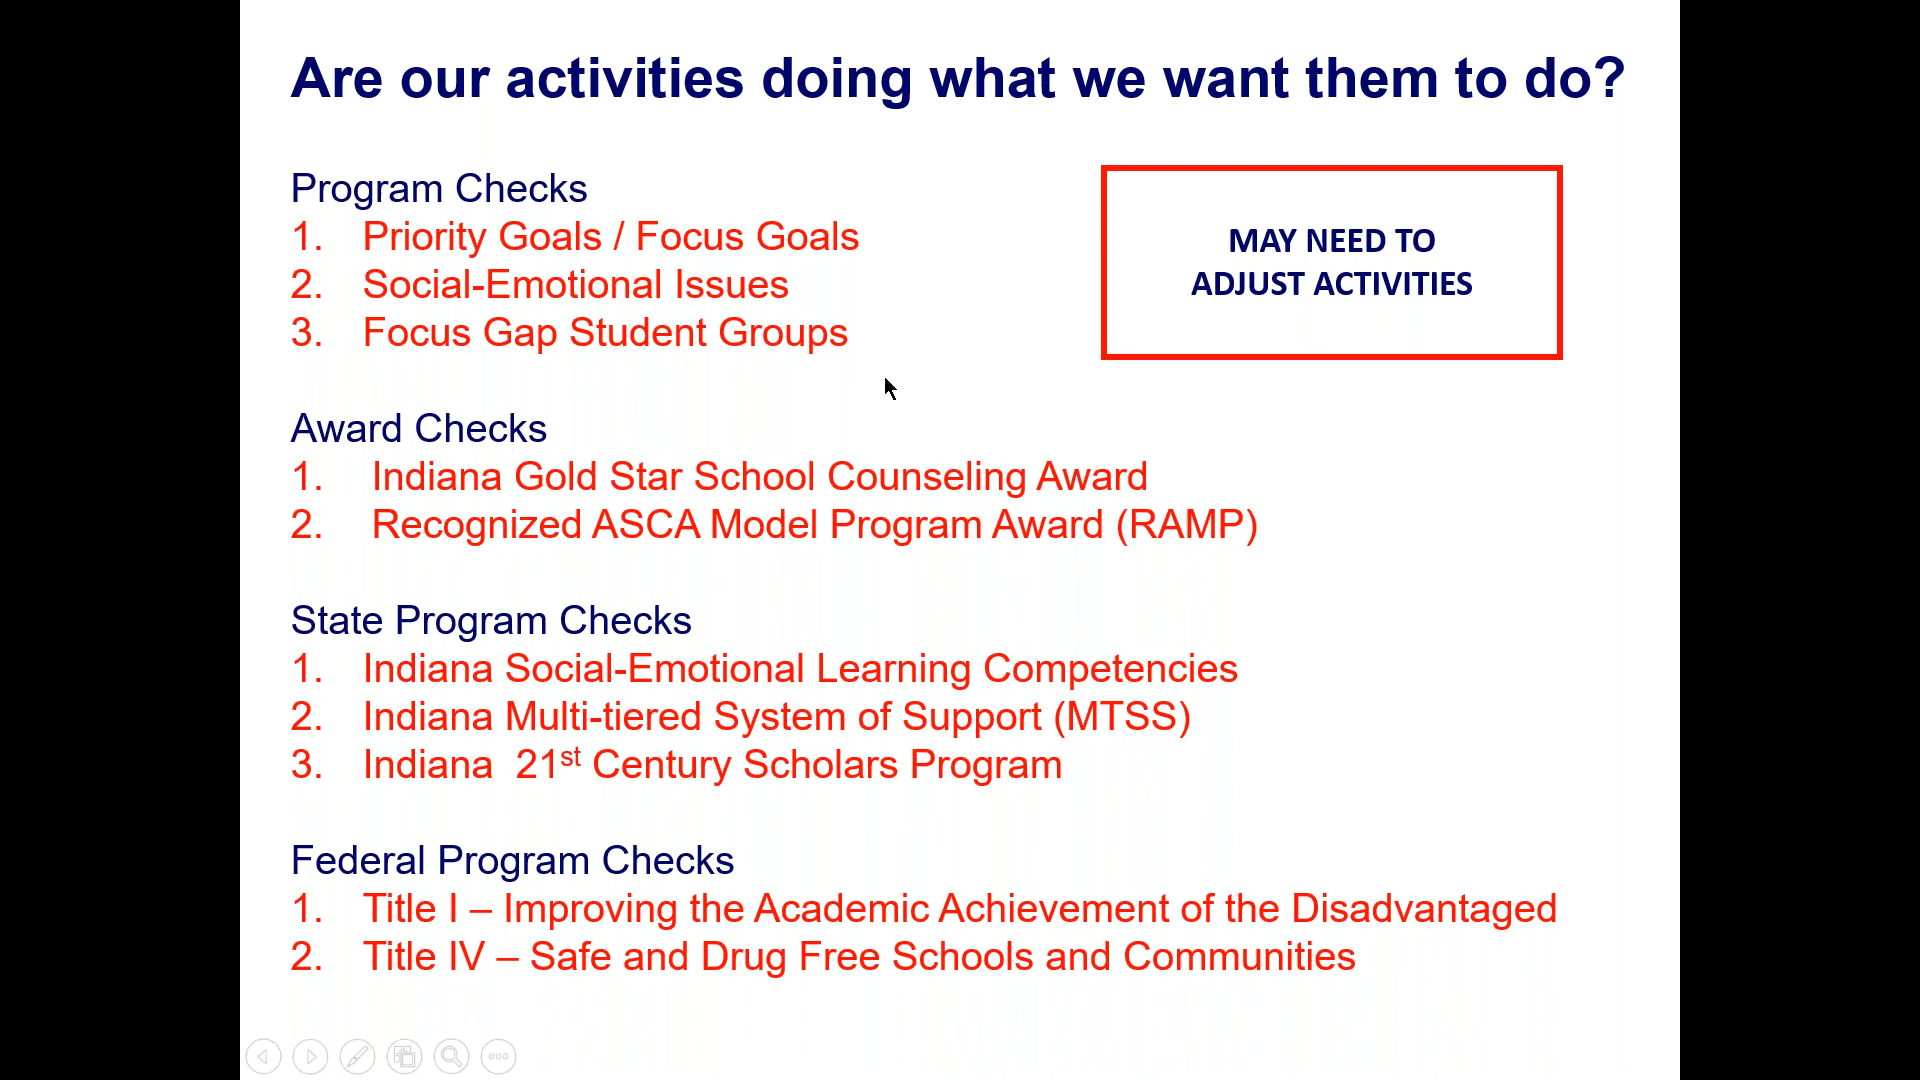 Are our activities doing what we want them to do?
Program Checks
1. Priority Goals / Focus Goals
2. Social-Emotional Issues
3. Focus Gap Student Groups
MAY NEED TO
ADJUST ACTIVITIES
Award Checks
1. Indiana Gold Star School Counseling Award
2. Recognized ASCA Model Program Award (RAMP)
State Program Checks
1. Indiana Social-Emotional Learning Competencies
2. Indiana Multi-tiered System of Support (MTSS)
3. Indiana 21st Century Scholars Program
Federal Program Checks
1. Title I – Improving the Academic Achievement of the Disadvantaged
2. Title IV – Safe and Drug Free Schools and Communities